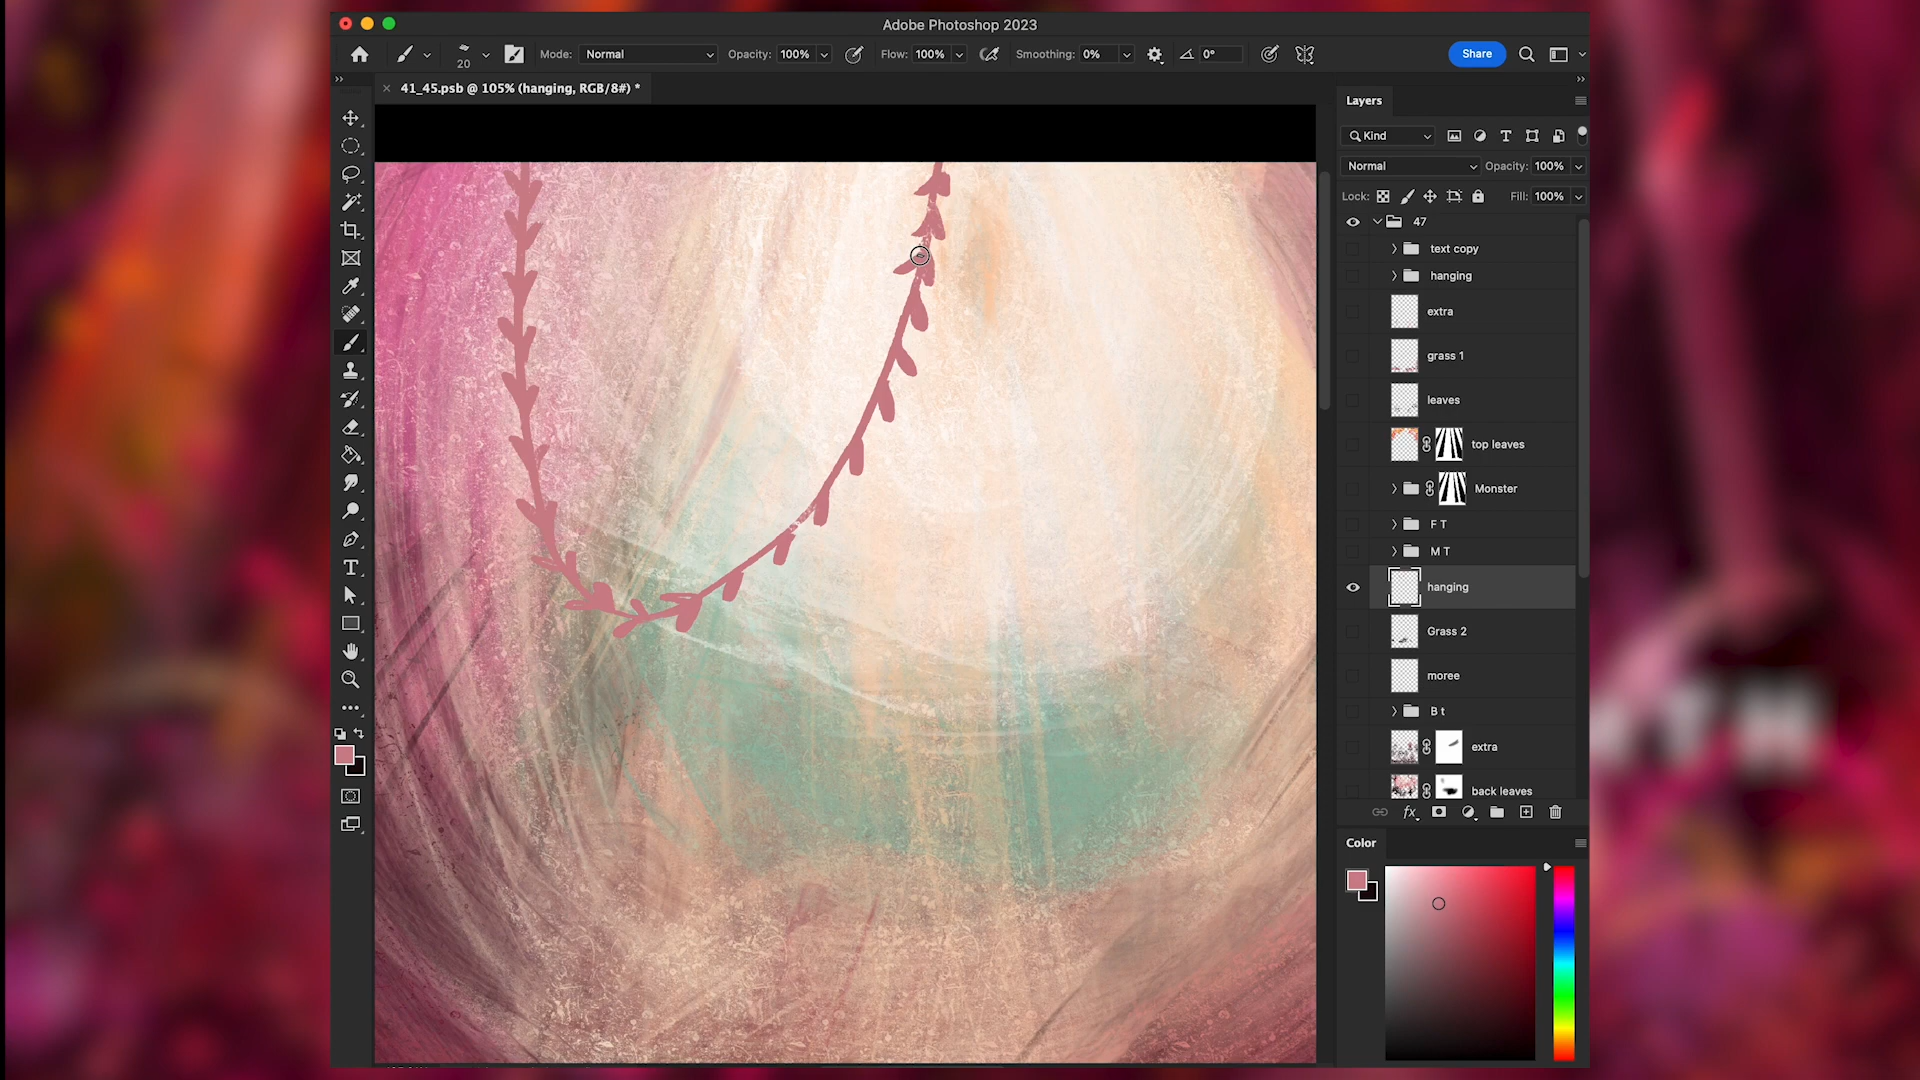 Adobe Photoshop 2023
20
Mode: Normal
Opacity: 100%
Flow: 100%
Smoothing: 0%
0°
Share
41_45.psb @ 105% (hanging, RGB/8#) *
Layers
Kind
Normal
Opacity: 100%
Lock:
Fill: 100%
47
text copy
hanging
extra
grass 1
leaves
top leaves
Monster
F T
M T
hanging
Grass 2
moree
B t
extra
back leaves
fx
Color